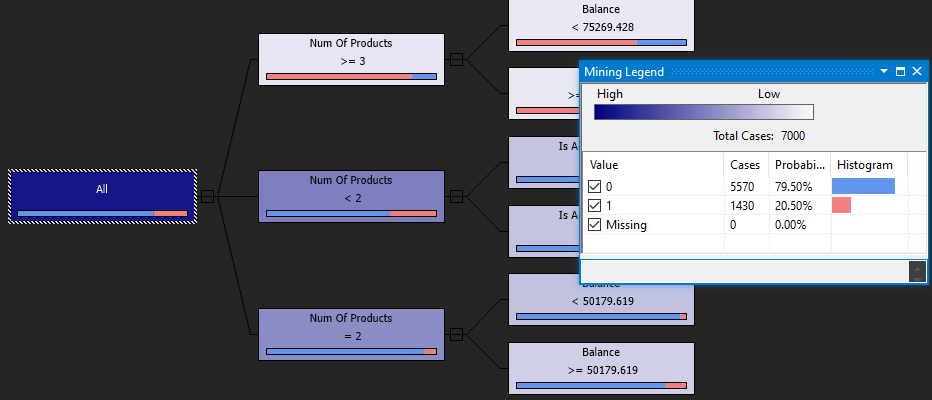 All
Num Of Products
>= 3
Num Of Products
< 2
Num Of Products
= 2
Balance
< 75269.428
>=
Is A
Is A
Balance
< 50179.619
Balance
>= 50179.619
Mining Legend
High Low
Total Cases: 7000
Value Cases Probabi... Histogram
0 5570 79.50%
1 1430 20.50%
Missing 0 0.00%